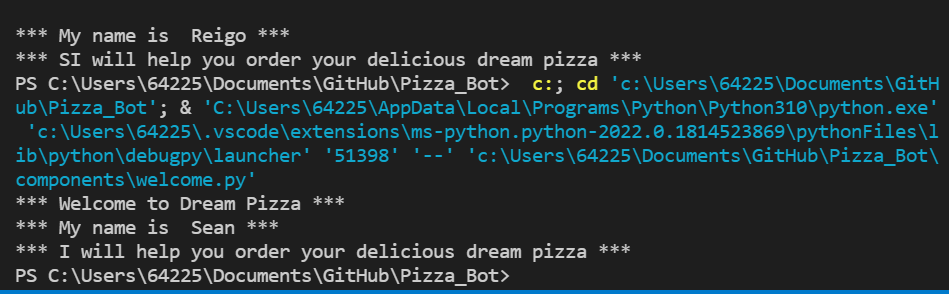 *** My name is  Reigo ***
*** SI will help you order your delicious dream pizza ***
PS C:\Users\64225\Documents\GitHub\Pizza_Bot>  c:; cd 'c:\Users\64225\Documents\GitH
ub\Pizza_Bot'; & 'C:\Users\64225\AppData\Local\Programs\Python\Python310\python.exe'
 'c:\Users\64225\.vscode\extensions\ms-python.python-2022.0.1814523869\pythonFiles\l
ib\python\debugpy\launcher' '51398' '--' 'c:\Users\64225\Documents\GitHub\Pizza_Bot\
components\welcome.py'
*** Welcome to Dream Pizza ***
*** My name is  Sean ***
*** I will help you order your delicious dream pizza ***
PS C:\Users\64225\Documents\GitHub\Pizza_Bot>